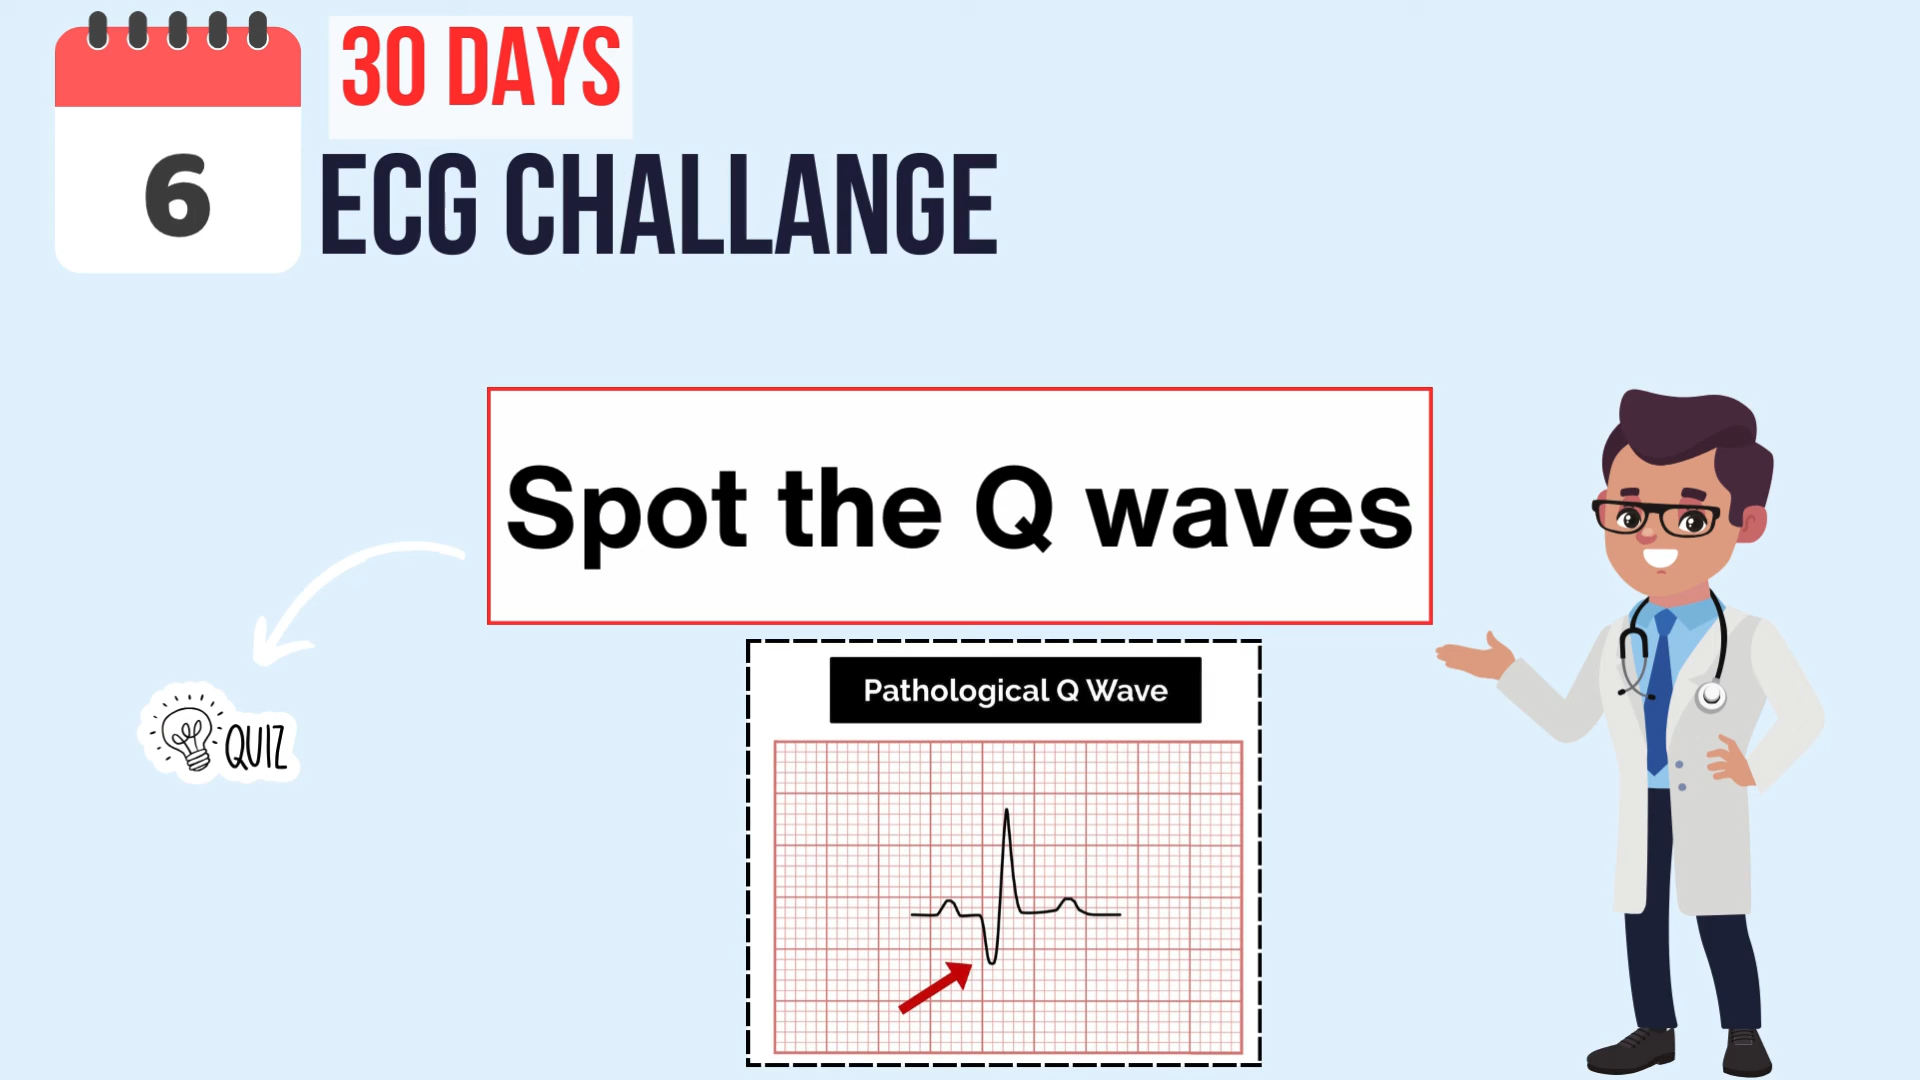 30 DAYS
6
ECG CHALLANGE
Spot the Q waves
QUIZ
Pathological Q Wave